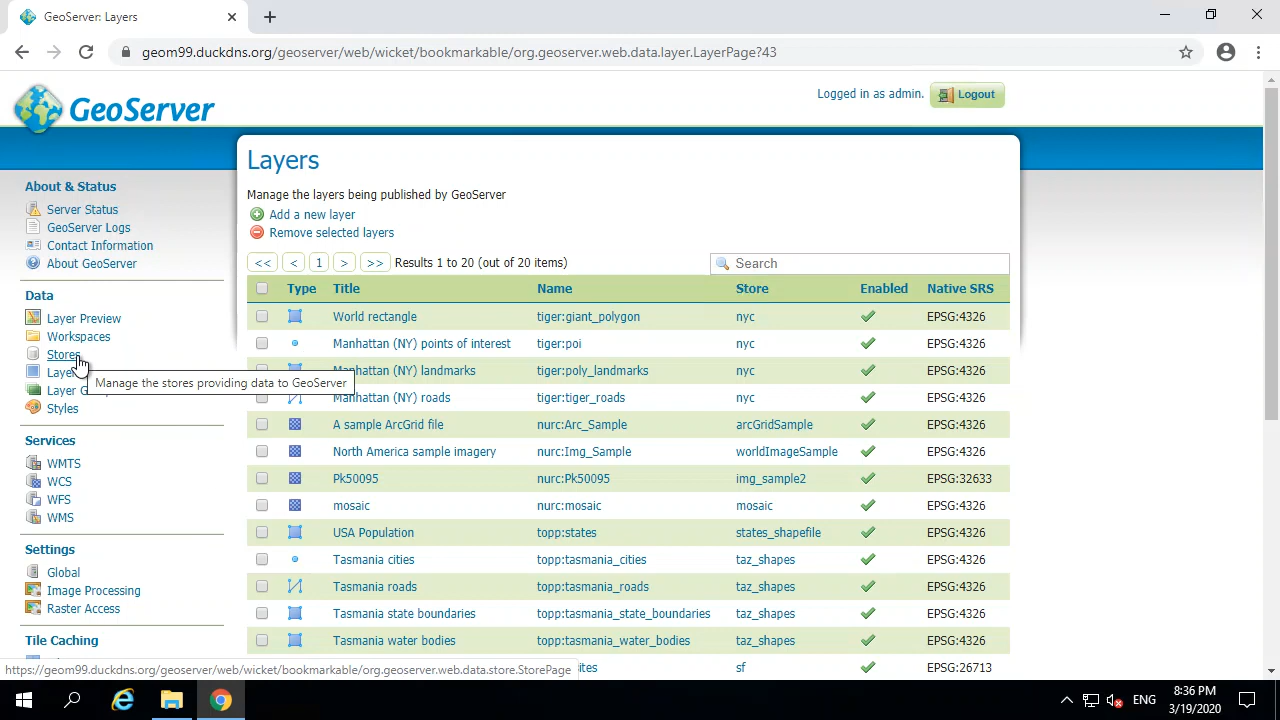 GeoServer: Layers
geom99.duckdns.org/geoserver/web/wicket/bookmarkable/org.geoserver.web.data.layer.LayerPage?43
GeoServer
Logged in as admin.
Logout
About & Status
Server Status
GeoServer Logs
Contact Information
About GeoServer
Data
Layer Preview
Workspaces
Stores
Manage the stores providing data to GeoServer
Styles
Services
WMTS
WCS
WFS
WMS
Settings
Global
Image Processing
Raster Access
Tile Caching
Layers
Manage the layers being published by GeoServer
Add a new layer
Remove selected layers
<< < 1 > >> Results 1 to 20 (out of 20 items) Search
Type Title Name Store Enabled Native SRS
World rectangle tiger:giant_polygon nyc EPSG:4326
Manhattan (NY) points of interest tiger:poi nyc EPSG:4326
Manhattan (NY) landmarks tiger:poly_landmarks nyc EPSG:4326
Manhattan (NY) roads tiger:tiger_roads nyc EPSG:4326
A sample ArcGrid file nurc:Arc_Sample arcGridSample EPSG:4326
North America sample imagery nurc:Img_Sample worldImageSample EPSG:4326
Pk50095 nurc:Pk50095 img_sample2 EPSG:32633
mosaic nurc:mosaic mosaic EPSG:4326
USA Population topp:states states_shapefile EPSG:4326
Tasmania cities topp:tasmania_cities taz_shapes EPSG:4326
Tasmania roads topp:tasmania_roads taz_shapes EPSG:4326
Tasmania state boundaries topp:tasmania_state_boundaries taz_shapes EPSG:4326
Tasmania water bodies topp:tasmania_water_bodies taz_shapes EPSG:4326
sf EPSG:26713
https://geom99.duckdns.org/geoserver/web/wicket/bookmarkable/org.geoserver.web.data.store.StorePage
ENG
8:36 PM
3/19/2020